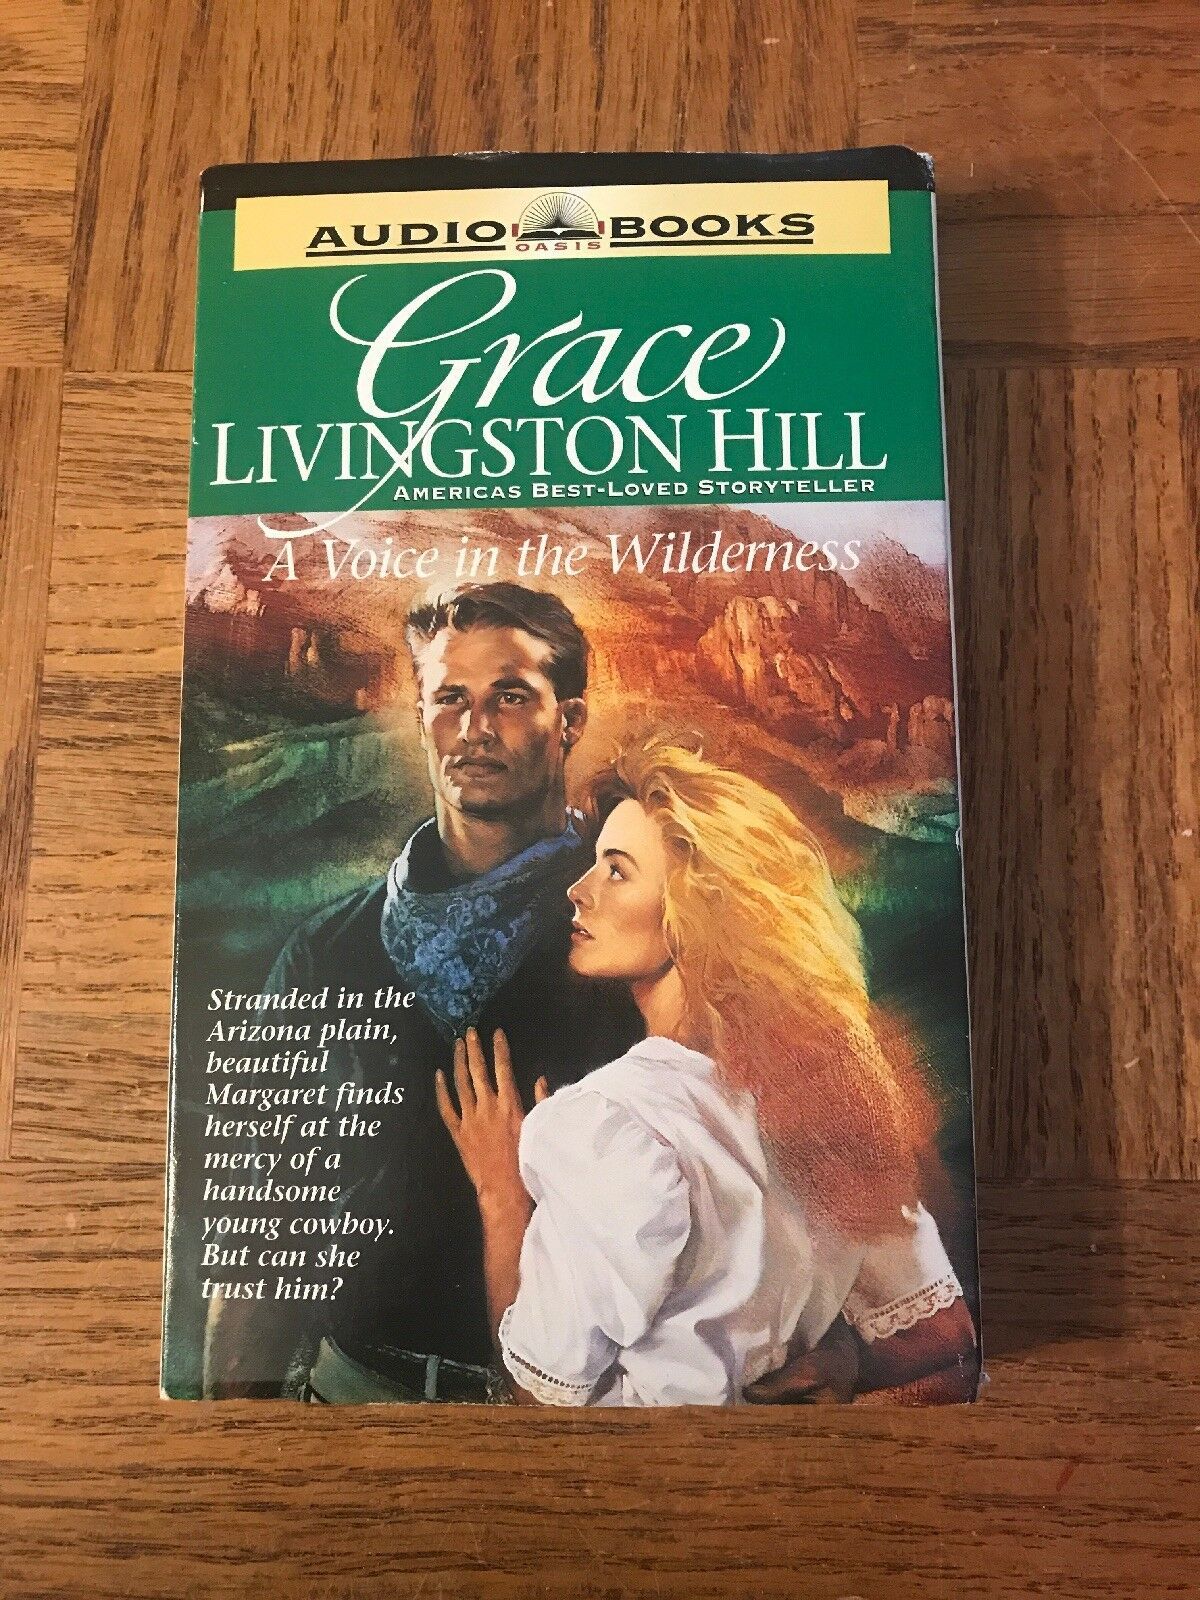 AUDIO OASIS BOOKS
Grace
LIVINGSTON HILL
AMERICAS BEST-LOVED STORYTELLER
A Voice in the Wilderness
Stranded in the
Arizona plain,
beautiful
Margaret finds
herself at the
mercy of a
handsome
young cowboy.
But can she
trust him?